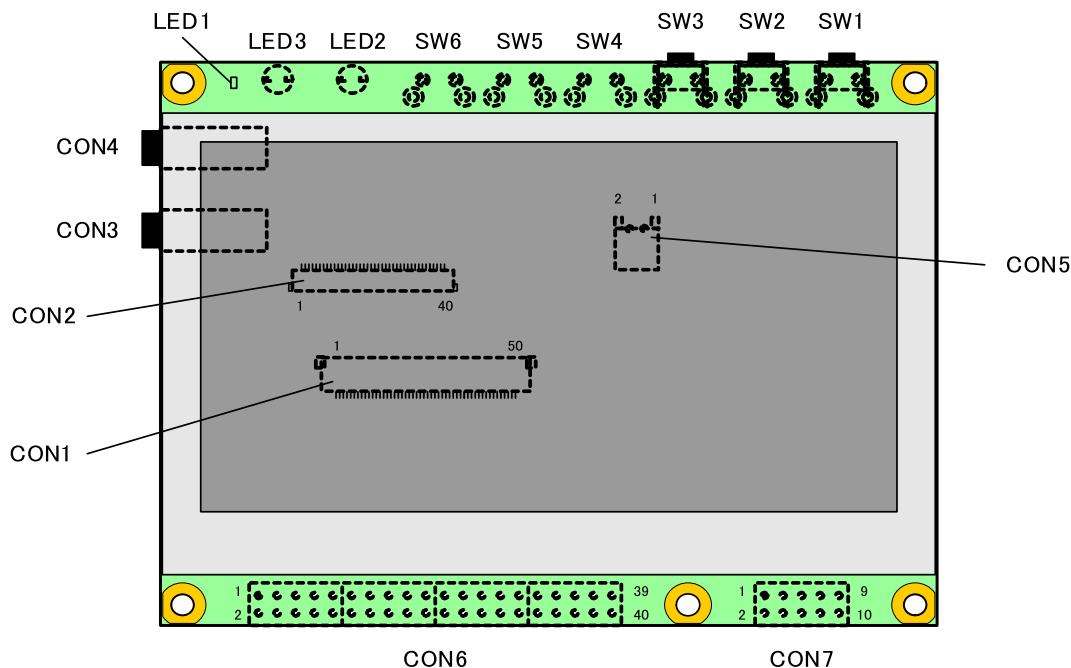 LED1
LED3
LED2
SW6
SW5
SW4
SW3
SW2
SW1
CON4
CON3
2 1
CON5
CON2
1 40
1 50
CON1
1 39 1 9
2 40 2 10
CON6
CON7